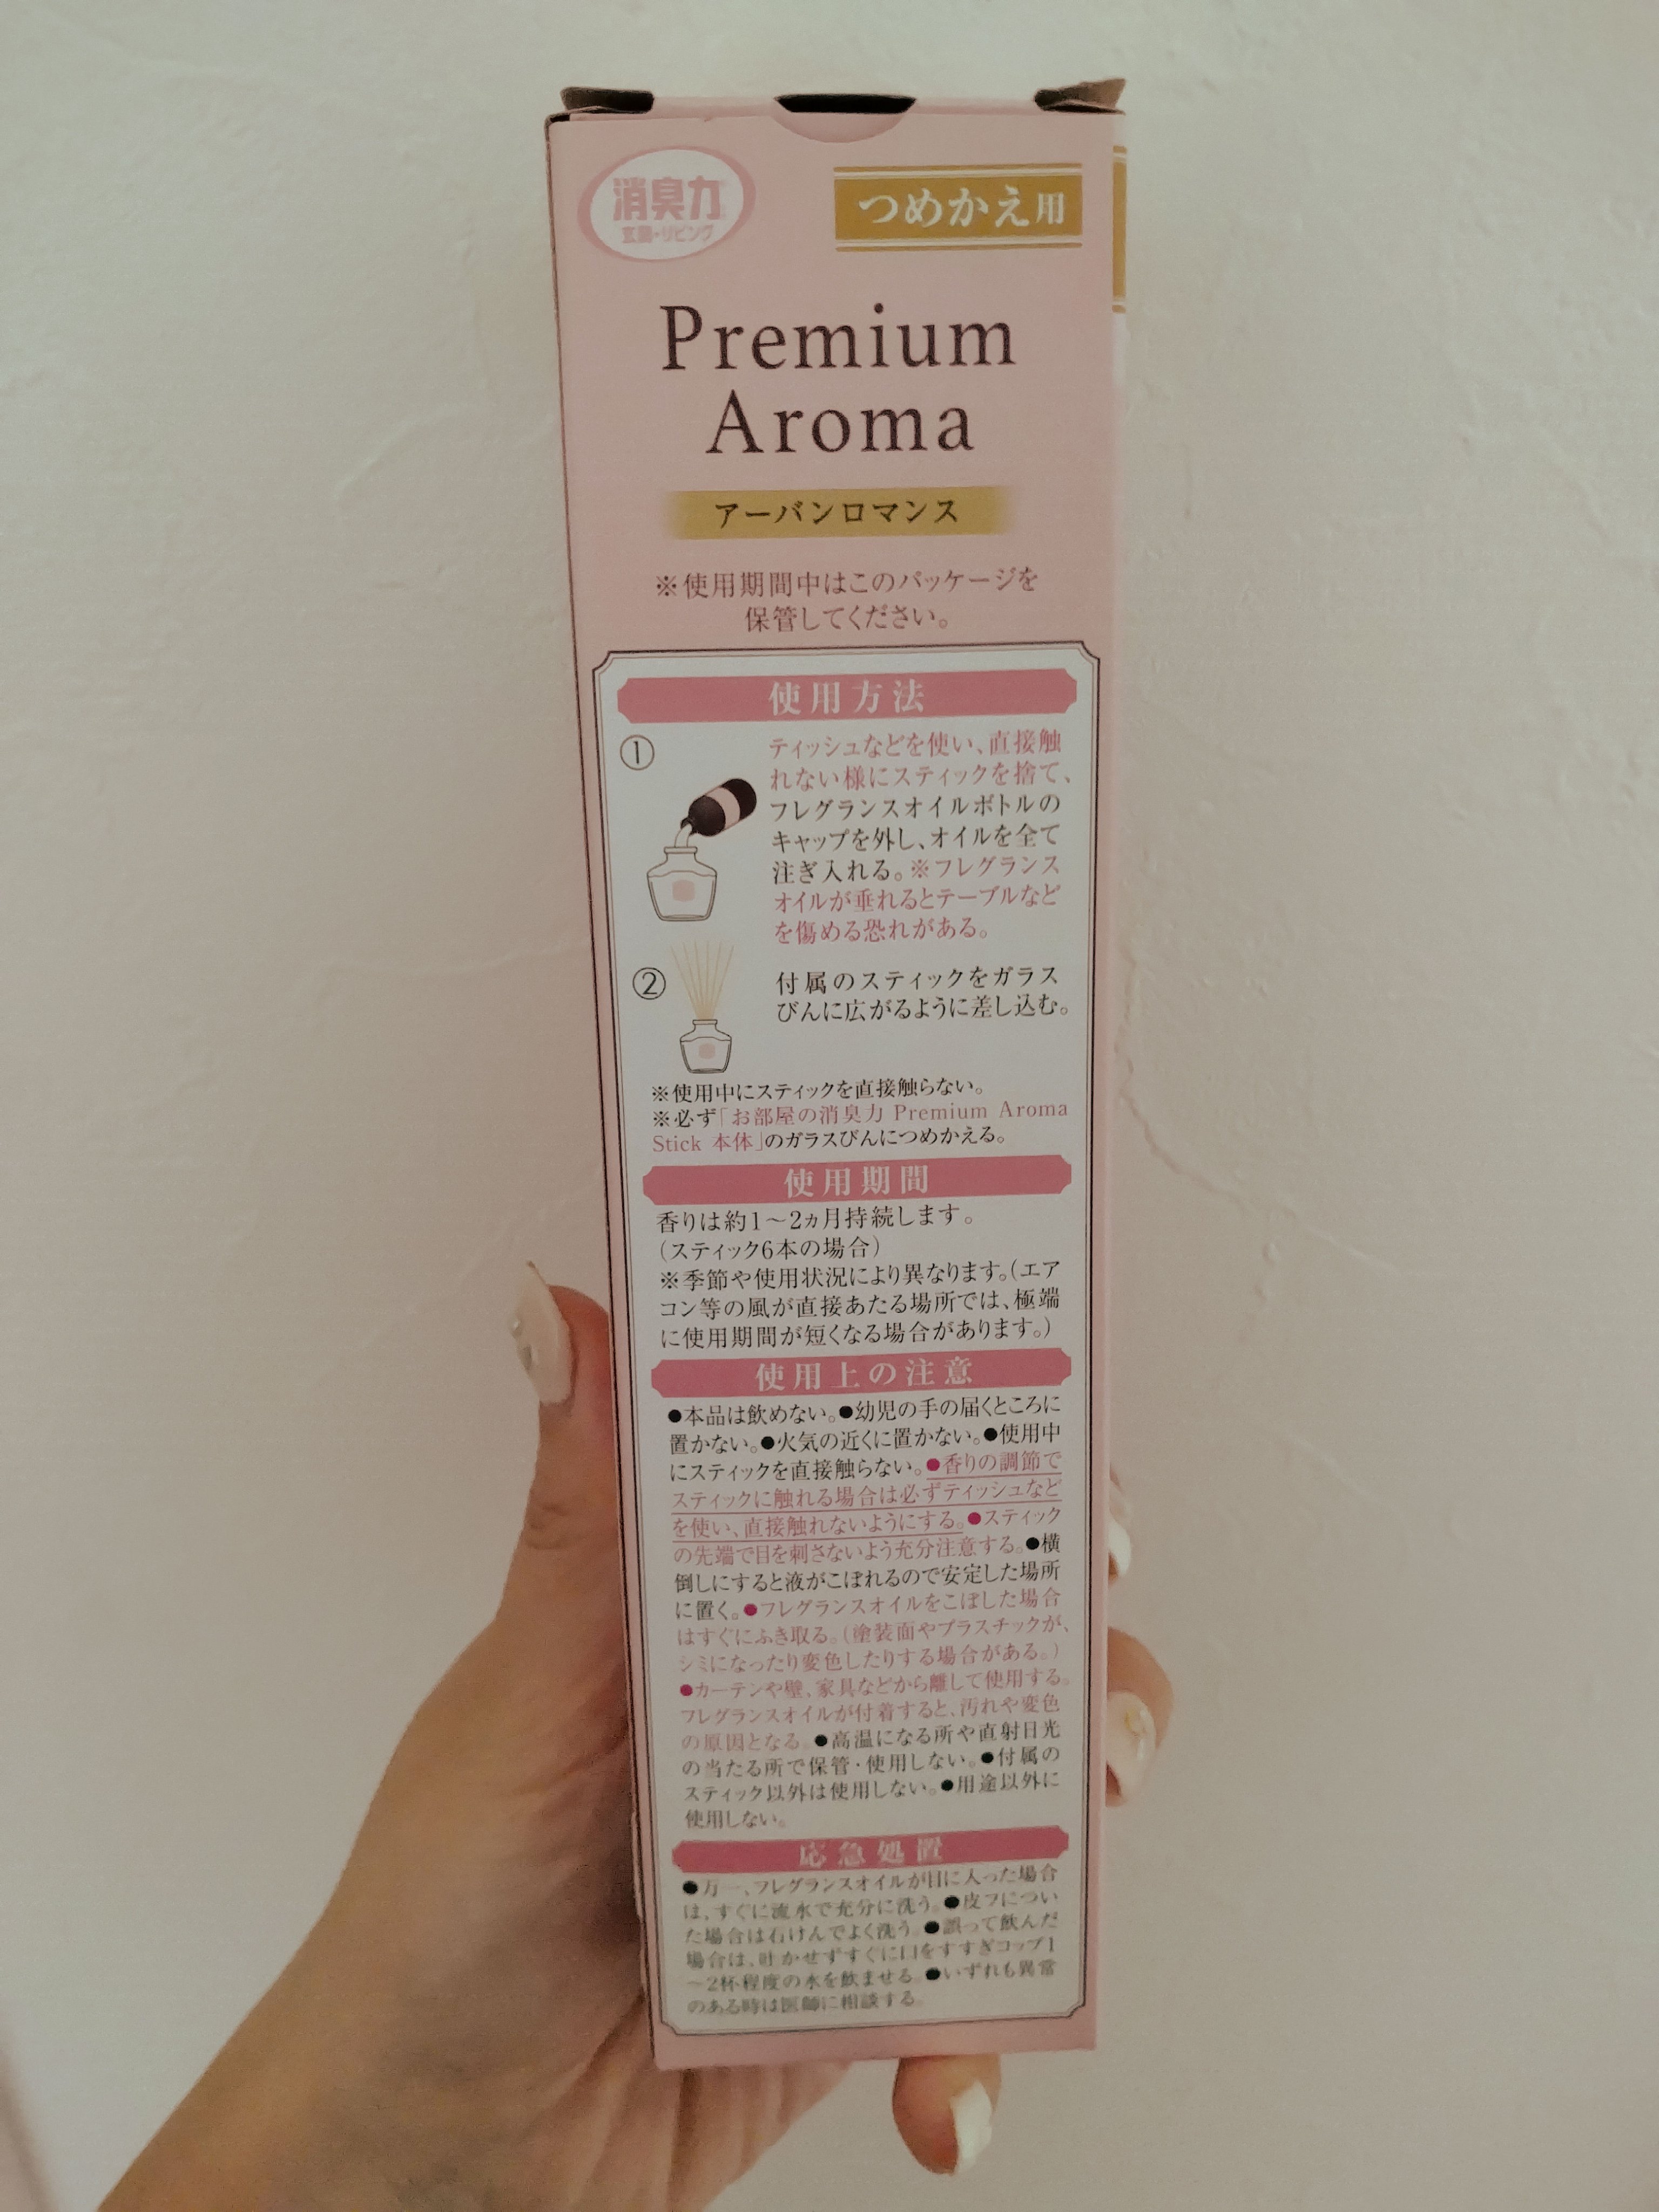 消臭力
玄関・リビング
つめかえ用
Premium
Aroma
アーバンロマンス
※使用期間中はこのパッケージを
保管してください。
使用方法
①
ティッシュなどを使い、直接触
れない様にスティックを捨て、
フレグランスオイルボトルの
キャップを外し、オイルを全て
注ぎ入れる。※フレグランス
オイルが垂れるとテーブルなど
を傷める恐れがある。
②
付属のスティックをガラス
びんに広がるように差し込む。
※使用中にスティックを直接触らない。
※必ず「お部屋の消臭力 Premium Aroma
Stick 本体」のガラスびんにつめかえる。
使用期間
香りは約1〜2ヵ月持続します。
（スティック6本の場合）
※季節や使用状況により異なります。（エア
コン等の風が直接あたる場所では、極端
に使用期間が短くなる場合があります。）
使用上の注意
●本品は飲めない。●幼児の手の届くところに
置かない。●火気の近くに置かない。●使用中
にスティックを直接触らない。●香りの調節で
スティックに触れる場合は必ずティッシュなど
を使い、直接触れないようにする。●スティック
の先端で目を刺さないよう充分注意する。●横
倒しにすると液がこぼれるので安定した場所
に置く。●フレグランスオイルをこぼした場合
はすぐにふき取る。（塗装面やプラスチックが、
シミになったり変色したりする場合がある。）
●カーテンや壁、家具などから離して使用する。
フレグランスオイルが付着すると、汚れや変色
の原因となる。●高温になる所や直射日光
の当たる所で保管・使用しない。●付属の
スティック以外は使用しない。●用途以外に
使用しない。
応急処置
●万一、フレグランスオイルが目に入った場合
は、すぐに流水で充分に洗う。●皮フについ
た場合は石けんでよく洗う。●誤って飲んだ
場合は、吐かせずすぐに口をすすぎコップ1
〜2杯程度の水を飲ませる。●いずれも異常
のある時は医師に相談する。